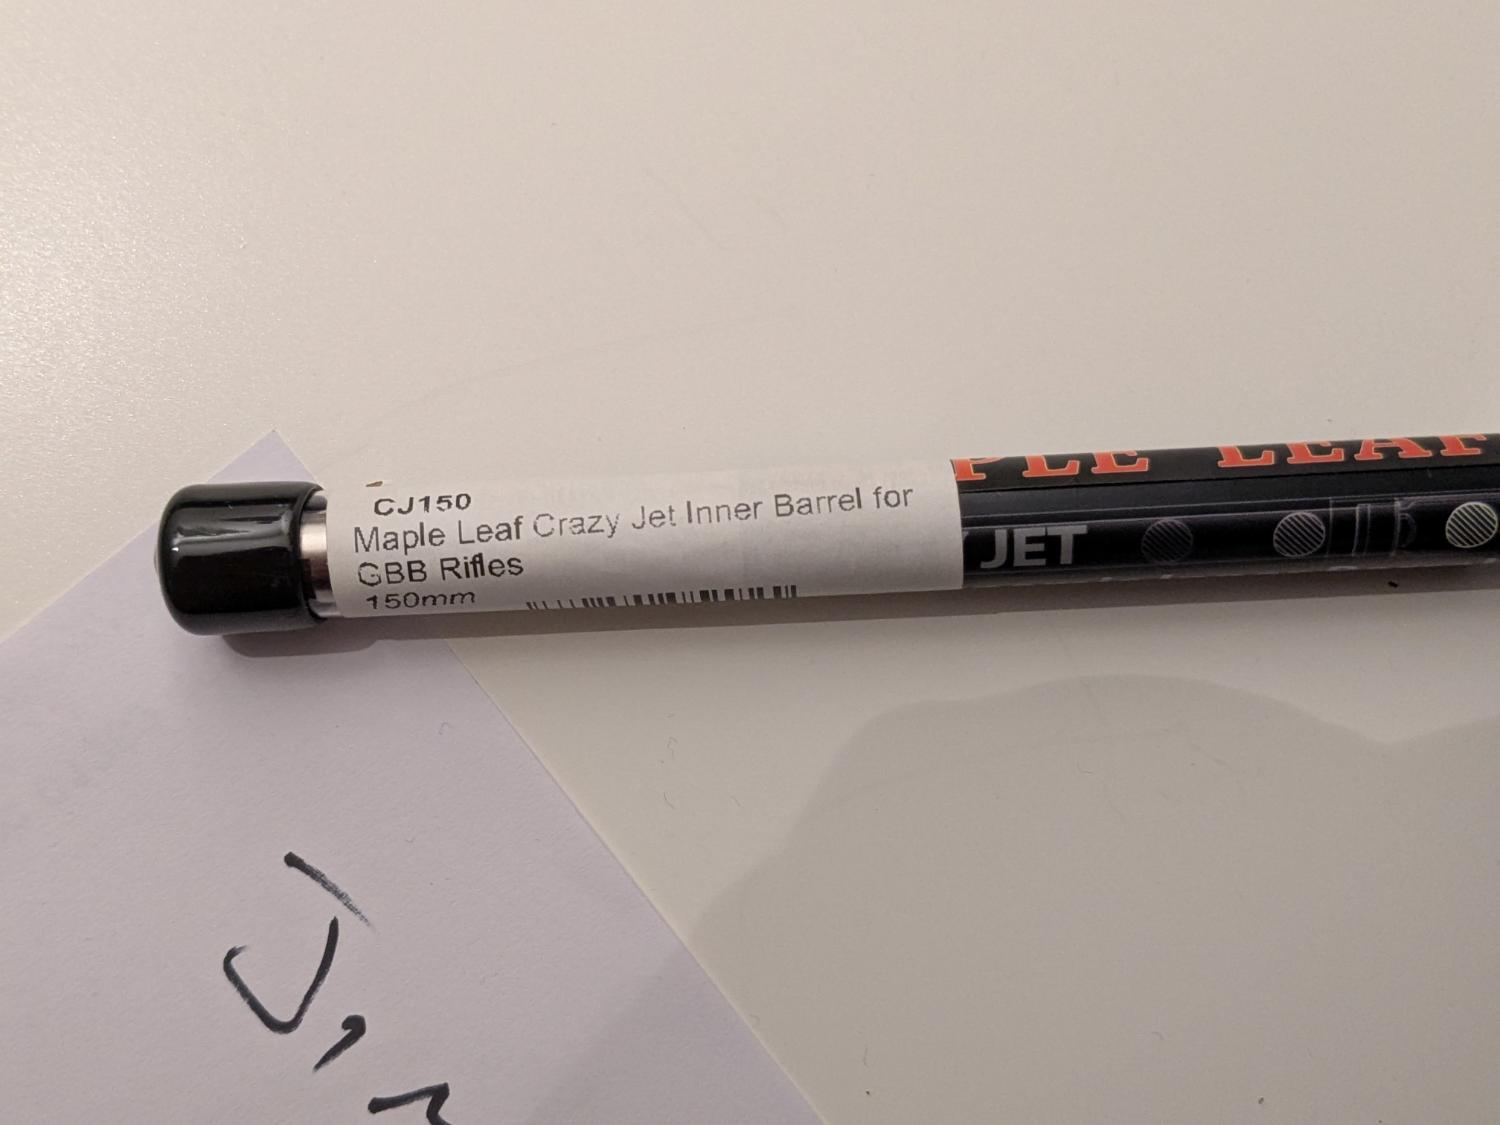 CJ150
Maple Leaf Crazy Jet Inner Barrel for
GBB Rifles
150mm
PLE LEAF
JET